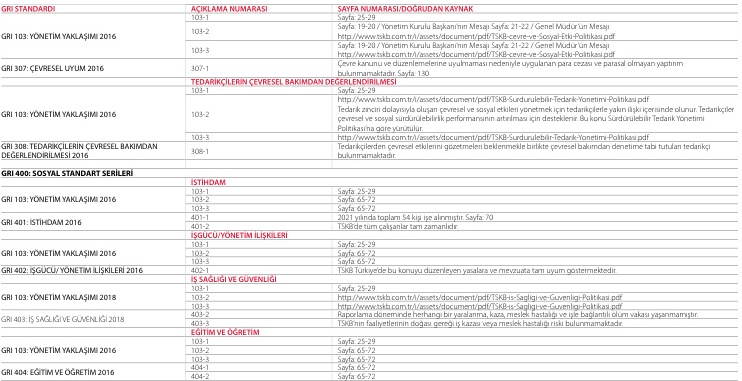 GRI STANDARDI AÇIKLAMA NUMARASI SAYFA NUMARASI/DOĞRUDAN KAYNAK
GRI 103: YÖNETİM YAKLAŞIMI 2016
103-1 Sayfa: 25-29
103-2 Sayfa: 19-20 / Yönetim Kurulu Başkanı'nın Mesajı Sayfa: 21-22 / Genel Müdür'ün Mesajı
http://www.tskb.com.tr/i/assets/document/pdf/TSKB-cevre-ve-Sosyal-Etki-Politikasi.pdf
103-3 Sayfa: 19-20 / Yönetim Kurulu Başkanı'nın Mesajı Sayfa: 21-22 / Genel Müdür'ün Mesajı
http://www.tskb.com.tr/i/assets/document/pdf/TSKB-cevre-ve-Sosyal-Etki-Politikasi.pdf
GRI 307: ÇEVRESEL UYUM 2016 307-1 Çevre kanunu ve düzenlemelerine uyulmaması nedeniyle uygulanan para cezası ve parasal olmayan yaptırım
bulunmamaktadır. Sayfa: 130
TEDARİKÇİLERİN ÇEVRESEL BAKIMDAN DEĞERLENDİRİLMESİ
GRI 103: YÖNETİM YAKLAŞIMI 2016
103-1 Sayfa: 25-29
103-2 http://www.tskb.com.tr/i/assets/document/pdf/TSKB-Surdurulebilir-Tedarik-Yonetimi-Politikasi.pdf
Tedarik zinciri dolayısıyla oluşan çevresel ve sosyal etkileri yönetmek için tedarikçilerle yakın ilişki içerisinde olunur. Tedarikçiler
çevresel ve sosyal sürdürülebilirlik performansının artırılması için desteklenir. Bu konu Sürdürülebilir Tedarik Yönetimi
Politikası'na göre yürütülür.
103-3 http://www.tskb.com.tr/i/assets/document/pdf/TSKB-Surdurulebilir-Tedarik-Yonetimi-Politikasi.pdf
GRI 308: TEDARİKÇİLERİN ÇEVRESEL BAKIMDAN
DEĞERLENDİRİLMESİ 2016
308-1 Tedarikçilerden çevresel etkilerini gözetmeleri beklenmekle birlikte çevresel bakımdan denetime tabi tutulan tedarikçi
bulunmamaktadır.
GRI 400: SOSYAL STANDART SERİLERİ
İSTİHDAM
GRI 103: YÖNETİM YAKLAŞIMI 2016
103-1 Sayfa: 25-29
103-2 Sayfa: 65-72
103-3 Sayfa: 65-72
GRI 401: İSTİHDAM 2016
401-1 2021 yılında toplam 54 kişi işe alınmıştır. Sayfa: 70
401-2 TSKB'de tüm çalışanlar tam zamanlıdır.
İŞGÜCÜ/YÖNETİM İLİŞKİLERİ
GRI 103: YÖNETİM YAKLAŞIMI 2016
103-1 Sayfa: 25-29
103-2 Sayfa: 65-72
103-3 Sayfa: 65-72
GRI 402: İŞGÜCÜ/ YÖNETİM İLİŞKİLERİ 2016 402-1 TSKB Türkiye'de bu konuyu düzenleyen yasalara ve mevzuata tam uyum göstermektedir.
İŞ SAĞLIĞI VE GÜVENLİĞİ
GRI 103: YÖNETİM YAKLAŞIMI 2018
103-1 Sayfa: 25-29
103-2 http://www.tskb.com.tr/i/assets/document/pdf/TSKB-is-Sagligi-ve-Guvenligi-Politikasi.pdf
103-3 http://www.tskb.com.tr/i/assets/document/pdf/TSKB-is-Sagligi-ve-Guvenligi-Politikasi.pdf
GRI 403: İŞ SAĞLIĞI VE GÜVENLİĞİ 2018
403-2 Raporlama döneminde herhangi bir yaralanma, kaza, meslek hastalığı ve işle bağlantılı ölüm vakası yaşanmamıştır.
403-3 TSKB'nin faaliyetlerinin doğası gereği iş kazası veya meslek hastalığı riski bulunmamaktadır.
EĞİTİM VE ÖĞRETİM
GRI 103: YÖNETİM YAKLAŞIMI 2016
103-1 Sayfa: 25-29
103-2 Sayfa: 65-72
103-3 Sayfa: 65-72
GRI 404: EĞİTİM VE ÖĞRETİM 2016
404-1 Sayfa: 65-72
404-2 Sayfa: 65-72